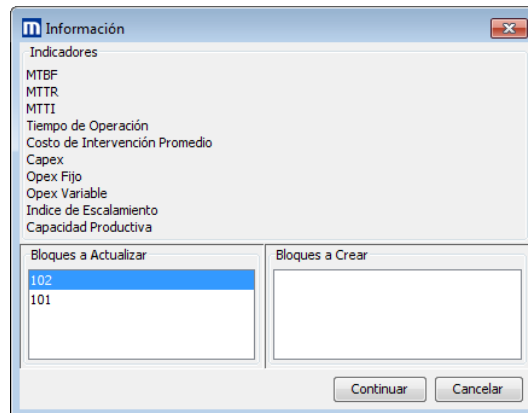 m Información
Indicadores
MTBF
MTTR
MTTI
Tiempo de Operación
Costo de Intervención Promedio
Capex
Opex Fijo
Opex Variable
Indice de Escalamiento
Capacidad Productiva
Bloques a Actualizar
102
101
Bloques a Crear
Continuar
Cancelar